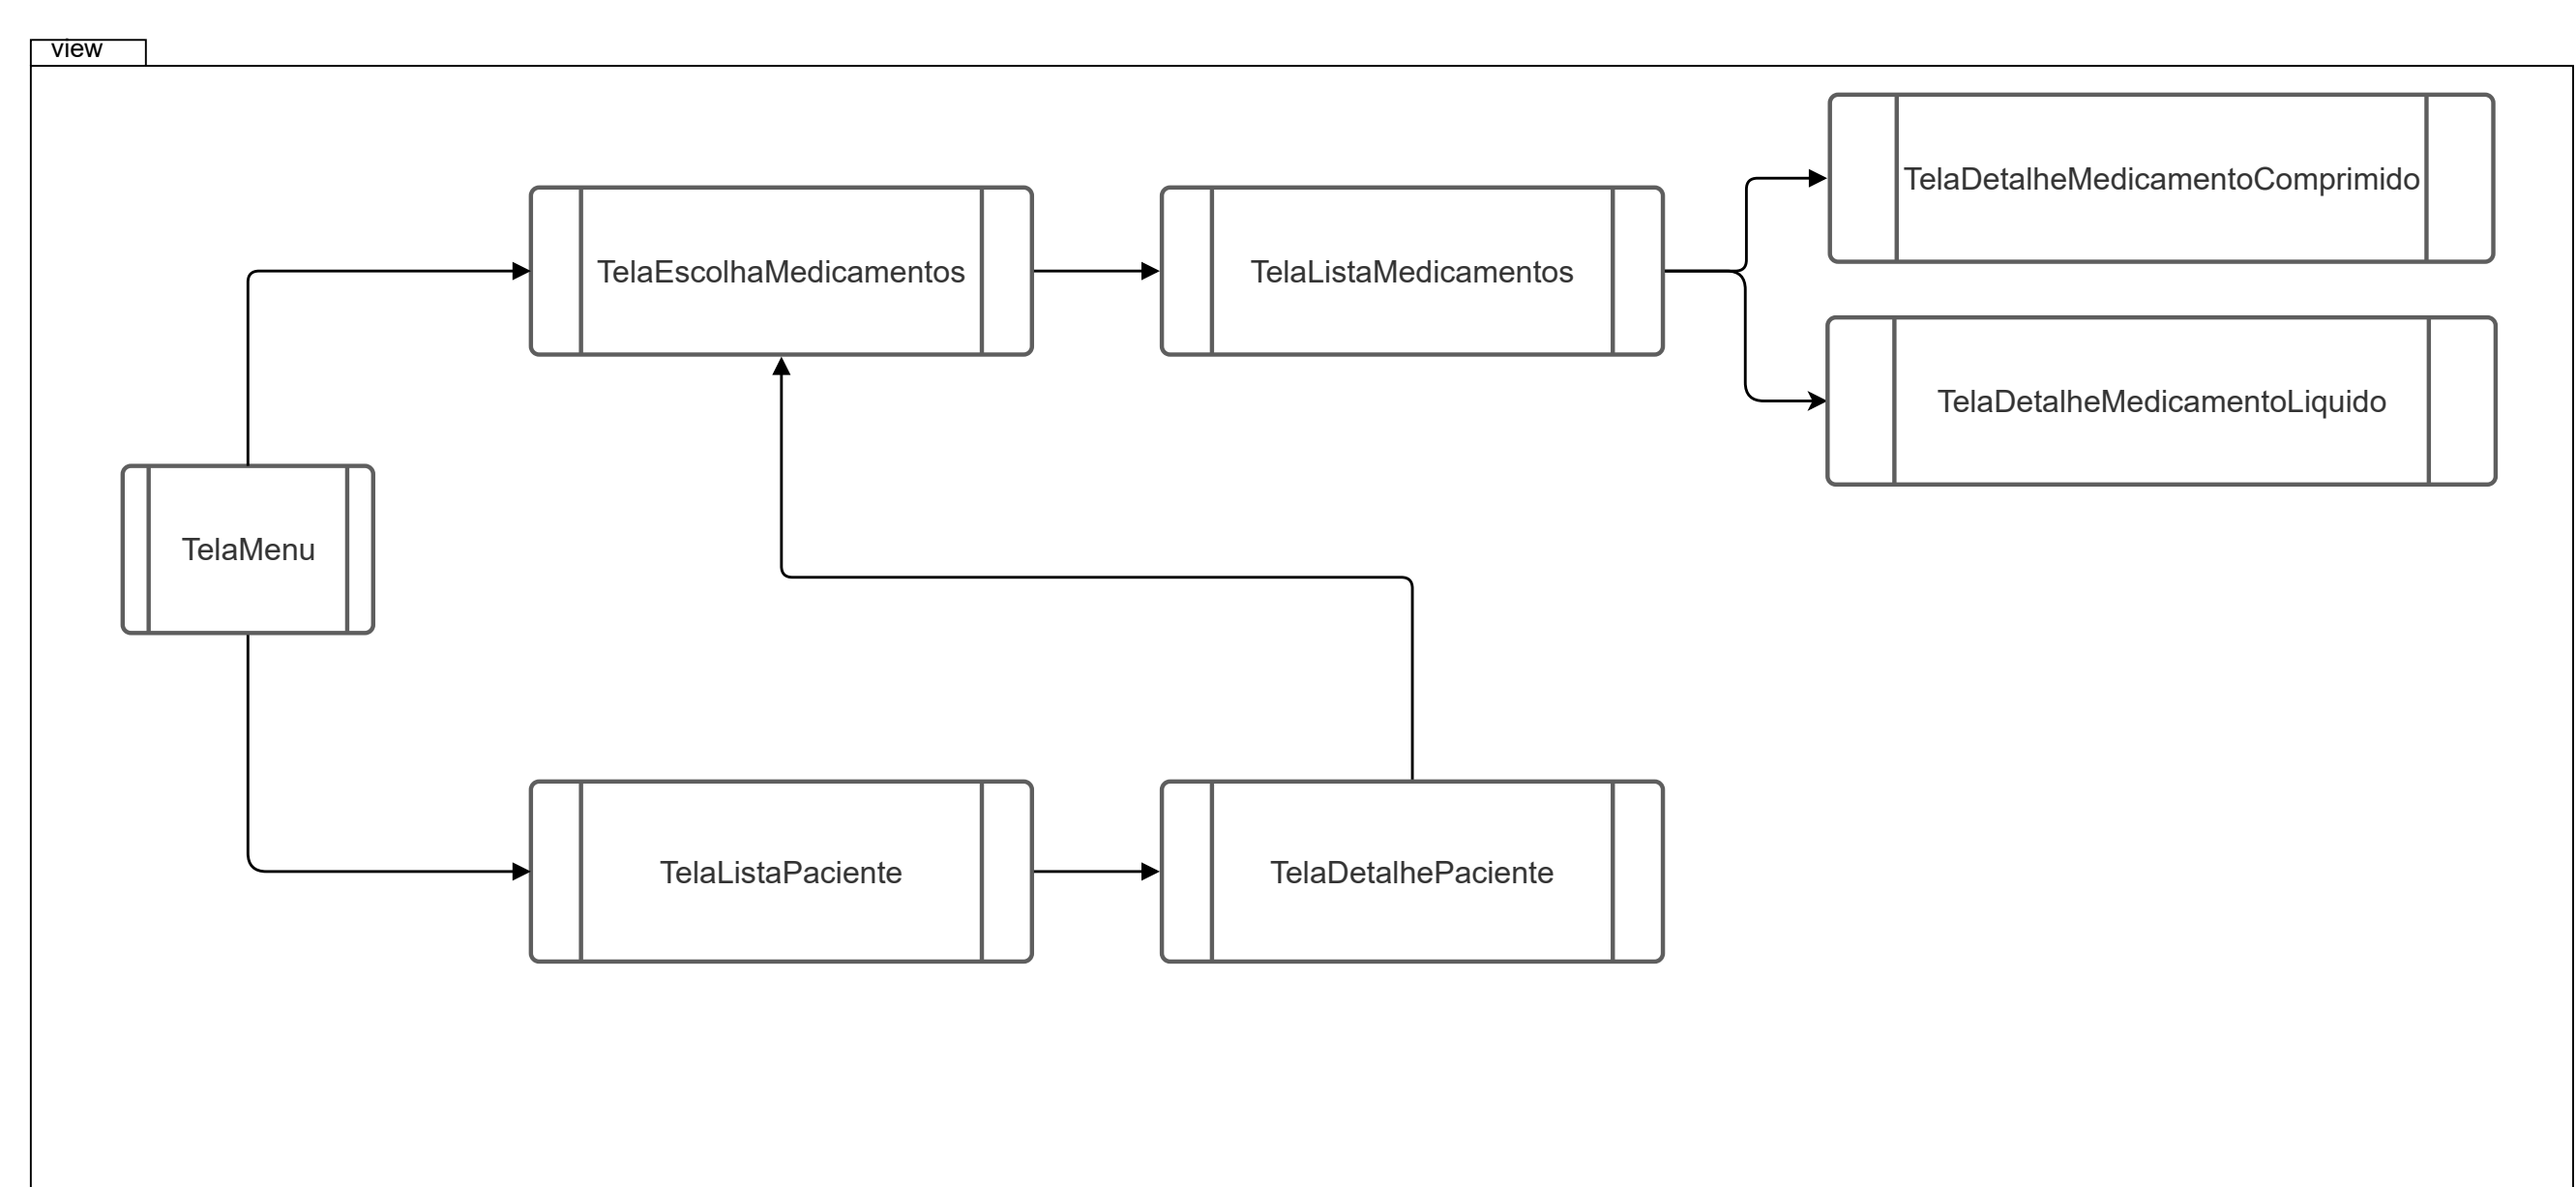 view
TelaDetalheMedicamentoComprimido
TelaEscolhaMedicamentos
TelaListaMedicamentos
TelaDetalheMedicamentoLiquido
TelaMenu
TelaListaPaciente
TelaDetalhePaciente